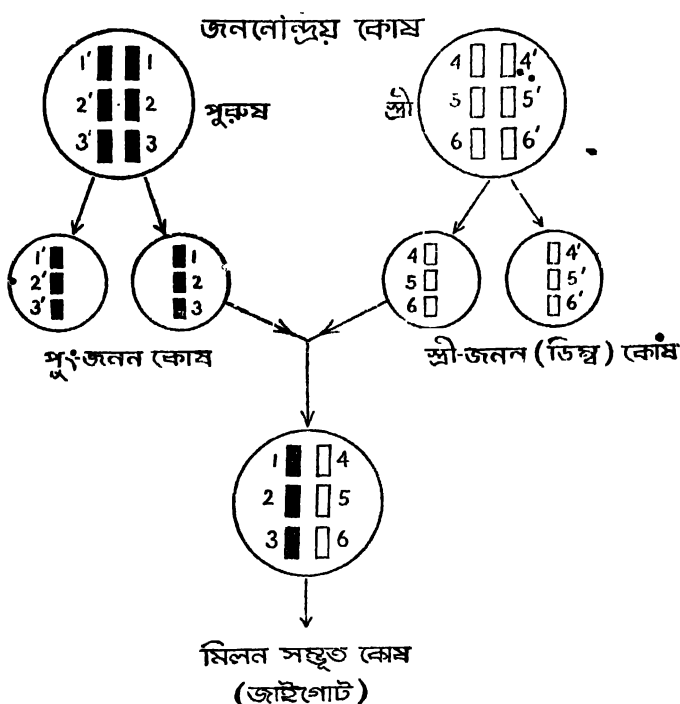 জননেন্দ্রিয় কোষ
1' 1 4 4'
2' 2 পুরুষ স্ত্রী 5 5'
3' 3 6 6'
1' 1 4 4'
2' 2 5 5'
3' 3 6 6'
পুং-জনন কোষ স্ত্রী-জনন (ডিম্ব) কোষ
1 4
2 5
3 6
মিলন সম্ভূত কোষ
(জাইগোট)